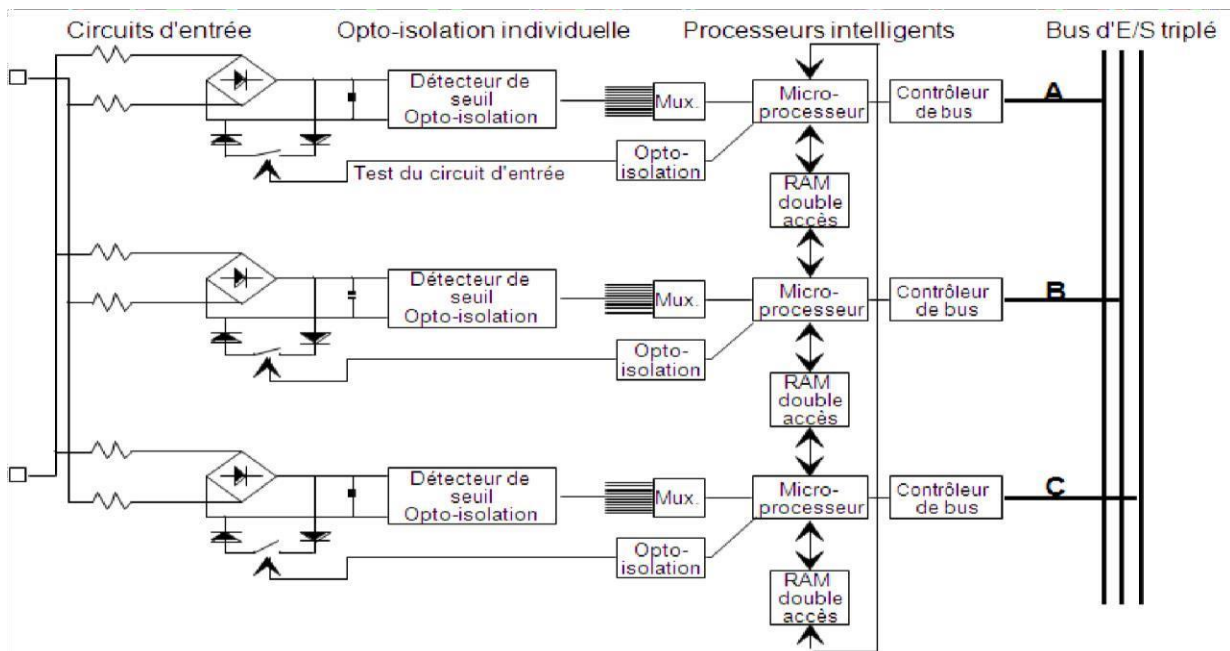 Circuits d'entrée
Opto-isolation individuelle
Processeurs intelligents
Bus d'E/S triplé
Détecteur de
seuil
Opto-isolation
Mux.
Micro-
processeur
Contrôleur
de bus
A
Test du circuit d'entrée
Opto-
isolation
RAM
double
accès
Détecteur de
seuil
Opto-isolation
Mux.
Micro-
processeur
Contrôleur
de bus
B
Opto-
isolation
RAM
double
accès
Détecteur de
seuil
Opto-isolation
Mux.
Micro-
processeur
Contrôleur
de bus
C
Opto-
isolation
RAM
double
accès